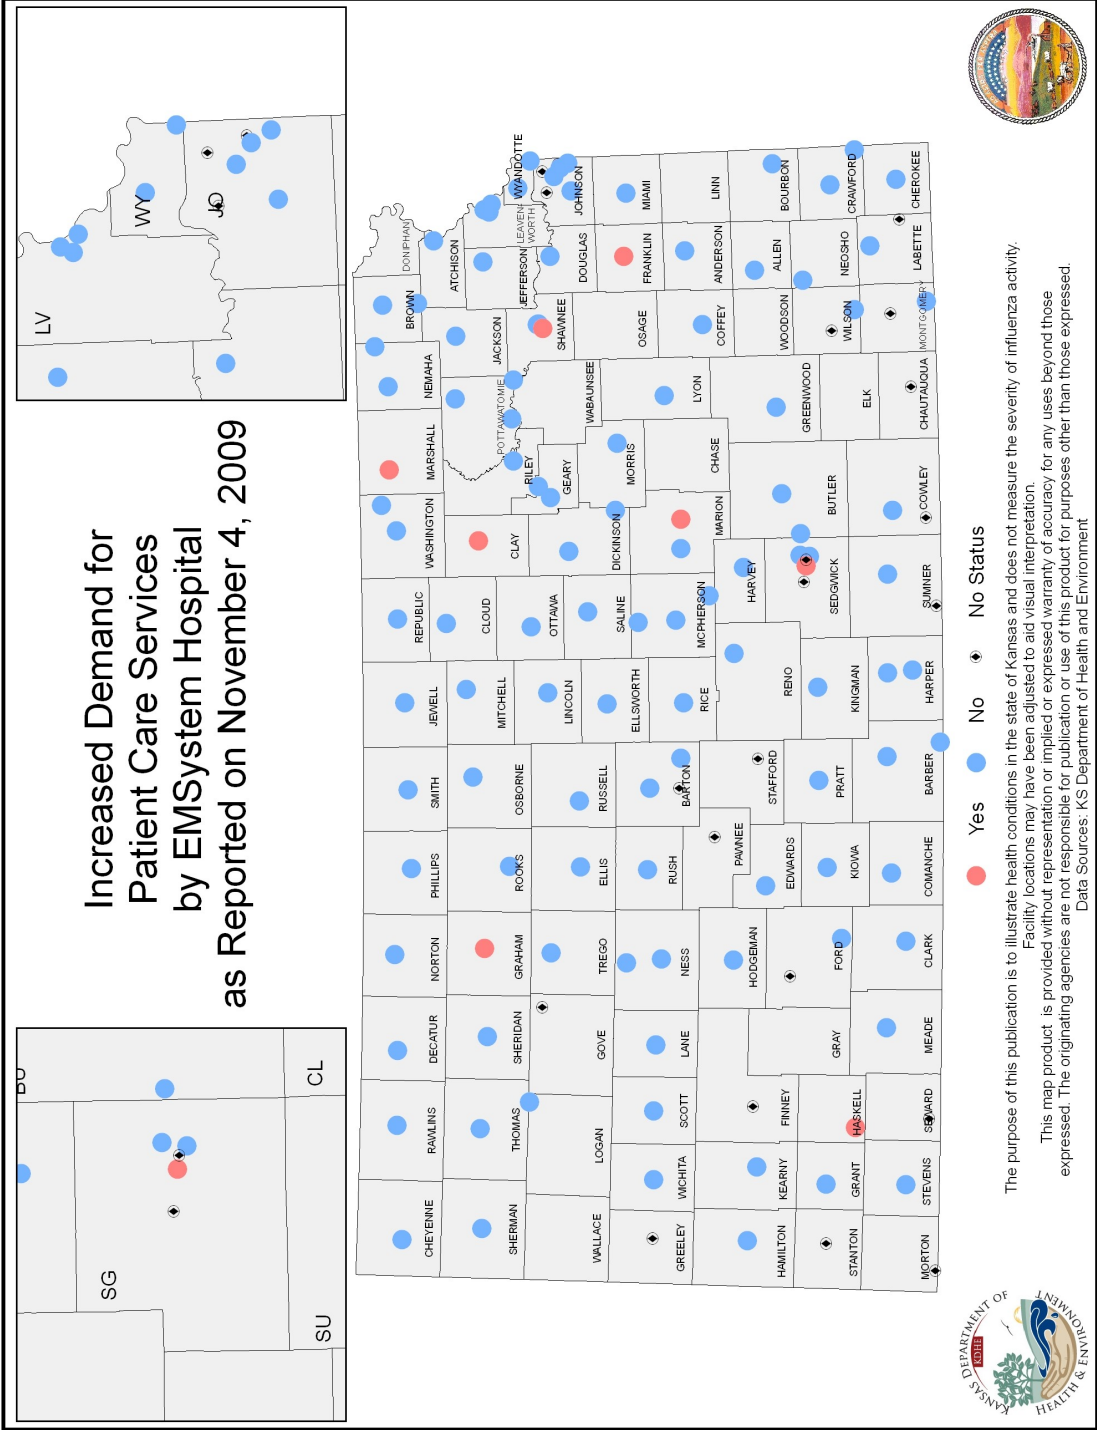 Increased Demand for
Patient Care Services
by EMSystem Hospital
as Reported on November 4, 2009
SG
SU
CL
LV
WY
JO
CHEYENNE
RAWLINS
DECATUR
NORTON
PHILLIPS
SMITH
JEWELL
REPUBLIC
WASHINGTON
MARSHALL
NEMAHA
BROWN
DONIPHAN
SHERMAN
THOMAS
SHERIDAN
GRAHAM
ROOKS
OSBORNE
MITCHELL
CLOUD
CLAY
RILEY
POTTAWATOMIE
JACKSON
ATCHISON
JEFFERSON
LEAVEN-
WORTH
WYANDOTTE
WALLACE
LOGAN
GOVE
TREGO
ELLIS
RUSSELL
LINCOLN
OTTAWA
DICKINSON
GEARY
WABAUNSEE
SHAWNEE
DOUGLAS
JOHNSON
ELLSWORTH
SALINE
MORRIS
OSAGE
FRANKLIN
MIAMI
GREELEY
WICHITA
SCOTT
LANE
NESS
RUSH
BARTON
RICE
MCPHERSON
MARION
CHASE
LYON
COFFEY
ANDERSON
LINN
HAMILTON
KEARNY
FINNEY
HODGEMAN
PAWNEE
STAFFORD
RENO
HARVEY
BUTLER
GREENWOOD
WOODSON
ALLEN
BOURBON
GRAY
FORD
EDWARDS
STANTON
GRANT
HASKELL
KIOWA
PRATT
KINGMAN
SEDGWICK
ELK
WILSON
NEOSHO
CRAWFORD
MORTON
STEVENS
SEWARD
MEADE
CLARK
COMANCHE
BARBER
HARPER
SUMNER
COWLEY
CHAUTAUQUA
MONTGOMERY
LABETTE
CHEROKEE
Yes
No
No Status
The purpose of this publication is to illustrate health conditions in the state of Kansas and does not measure the severity of influenza activity.
Facility locations may have been adjusted to aid visual interpretation.
This map product is provided without representation or implied or expressed warranty of accuracy for any uses beyond those
expressed. The originating agencies are not responsible for publication or use of this product for purposes other than those expressed.
Data Sources: KS Department of Health and Environment
KANSAS DEPARTMENT OF
HEALTH & ENVIRONMENT
KDHE